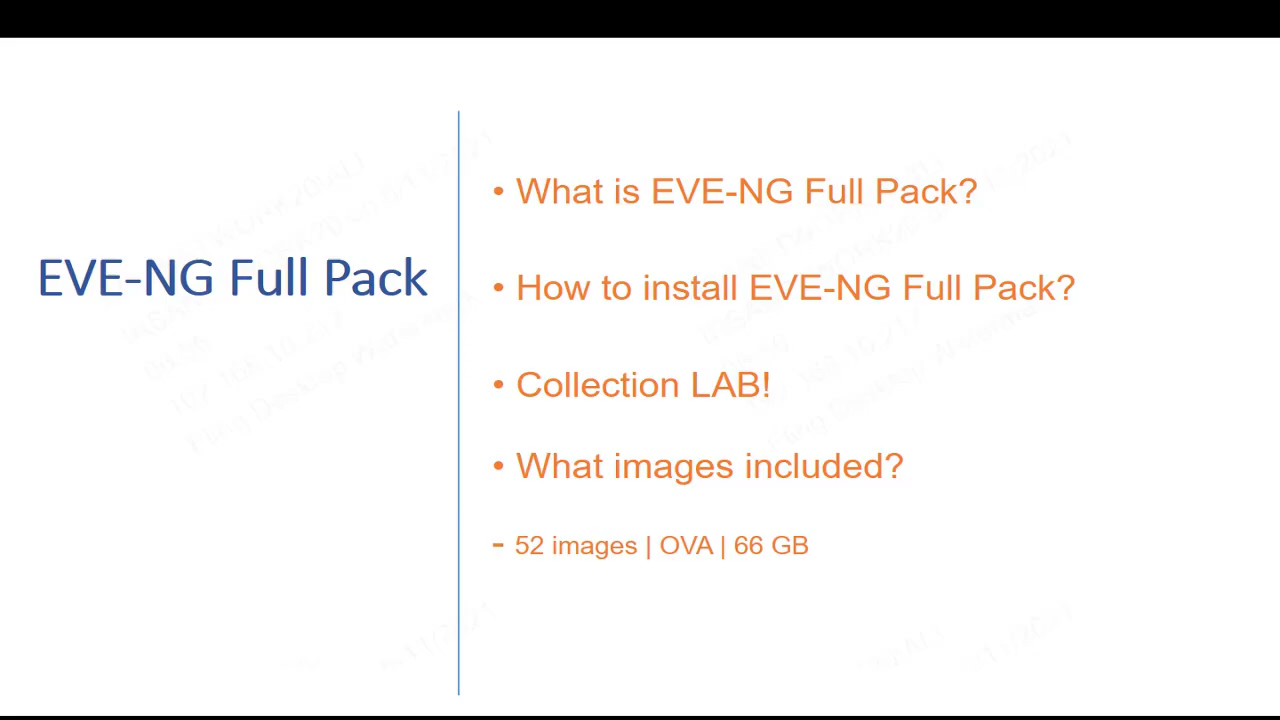 EVE-NG Full Pack
• What is EVE-NG Full Pack?
• How to install EVE-NG Full Pack?
• Collection LAB!
• What images included?
- 52 images | OVA | 66 GB